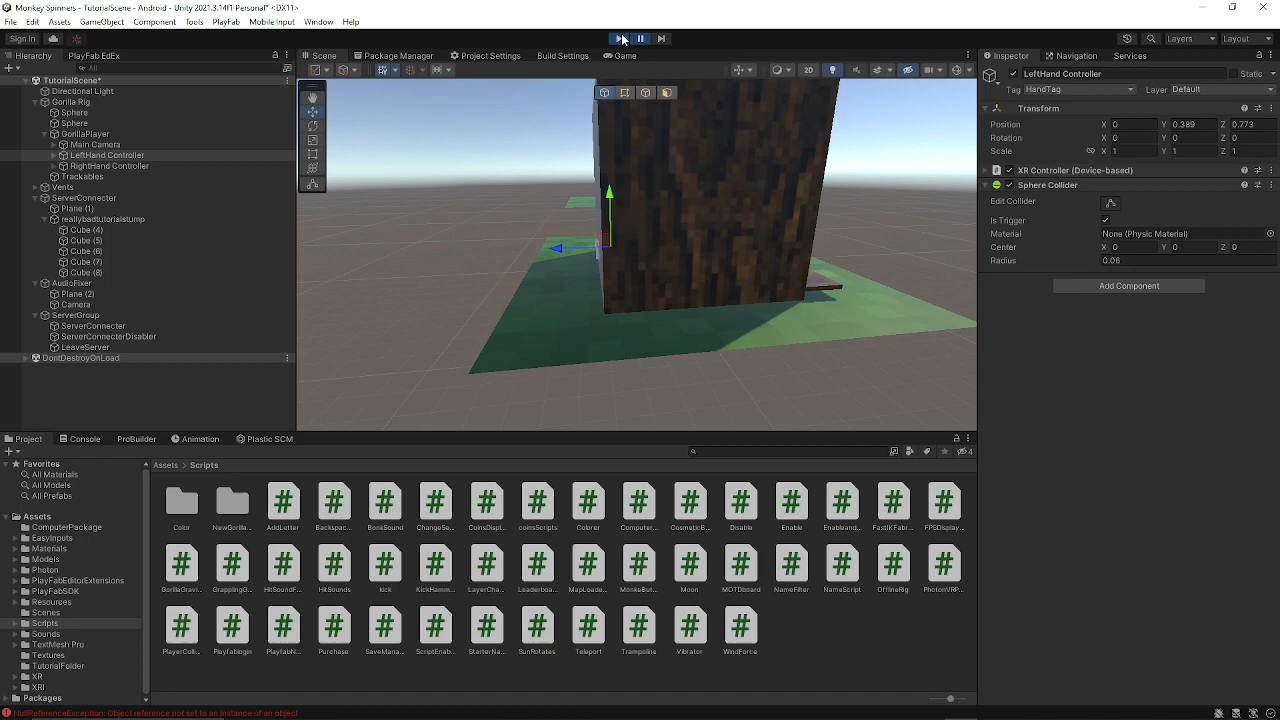 Monkey Spinners - TutorialScene - Android - Unity 2021.3.14f1 Personal* <DX11>
File Edit Assets GameObject Component Tools PlayFab Mobile Input Window Help
Sign In Layers Layout
Hierarchy PlayFab EdEx
Scene Package Manager Project Settings Build Settings Game
Inspector Navigation Services
All
2D
TutorialScene*
Directional Light
Gorilla Rig
Sphere
Sphere
GorillaPlayer
Main Camera
LeftHand Controller
RightHand Controller
Trackables
Vents
ServerConnecter
Plane (1)
reallybadtutorialstump
Cube (4)
Cube (5)
Cube (6)
Cube (7)
Cube (8)
AudioFixer
Plane (2)
Camera
ServerGroup
ServerConnecter
ServerConnecterDisabler
LeaveServer
DontDestroyOnLoad
LeftHand Controller Static
Tag HandTag Layer Default
Transform
Position X 0 Y 0.389 Z 0.773
Rotation X 0 Y 0 Z 0
Scale X 1 Y 1 Z 1
XR Controller (Device-based)
Sphere Collider
Edit Collider
Is Trigger
Material None (Physic Material)
Center X 0 Y 0 Z 0
Radius 0.06
Add Component
Project Console ProBuilder Animation Plastic SCM
4
Favorites
All Materials
All Models
All Prefabs
Assets
ComputerPackage
EasyInputs
Materials
Models
Photon
PlayFabEditorExtensions
PlayFabSDK
Resources
Scenes
Scripts
Sounds
TextMesh Pro
Textures
TutorialFolder
XR
XRI
Packages
Assets > Scripts
Color NewGorilla... AddLetter Backspac... BonkSound ChangeSe... CoinsDispl... coinsScripts Colorer Computer... CosmeticB... Disable Enable Enableand... FastIKFabr... FPSDisplay...
GorillaGravi... GrapplingG... HitSoundF... HitSounds kick KickHamm... LayerCha... Leaderboa... MapLoade... MonkeBut... Moon MOTDboard NameFilter NameScript OfflineRig PhotonVRP...
PlayerColli... Playfablogin PlayfabN... Purchase SaveMana... ScriptEnab... StarterNa... SunRotates Teleport Trampoline Vibrator WindForce
NullReferenceException: Object reference not set to an instance of an object